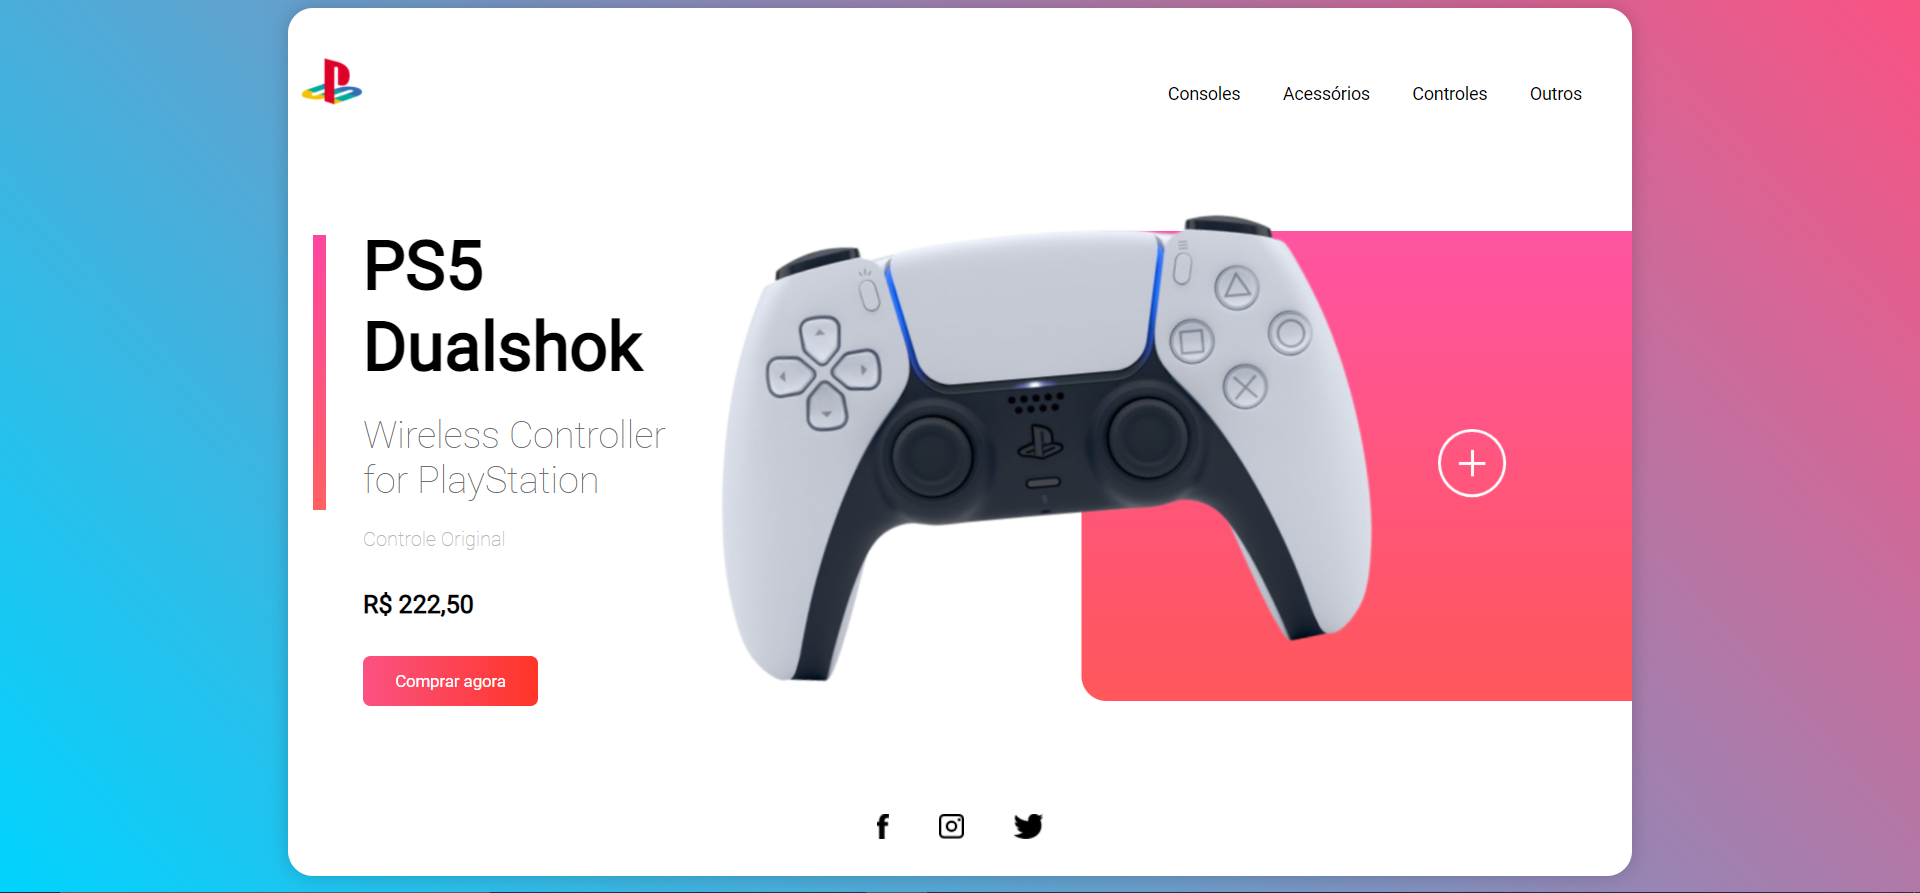 Consoles Acessórios Controles Outros
PS5
Dualshok
Wireless Controller
for PlayStation
Controle Original
R$ 222,50
Comprar agora